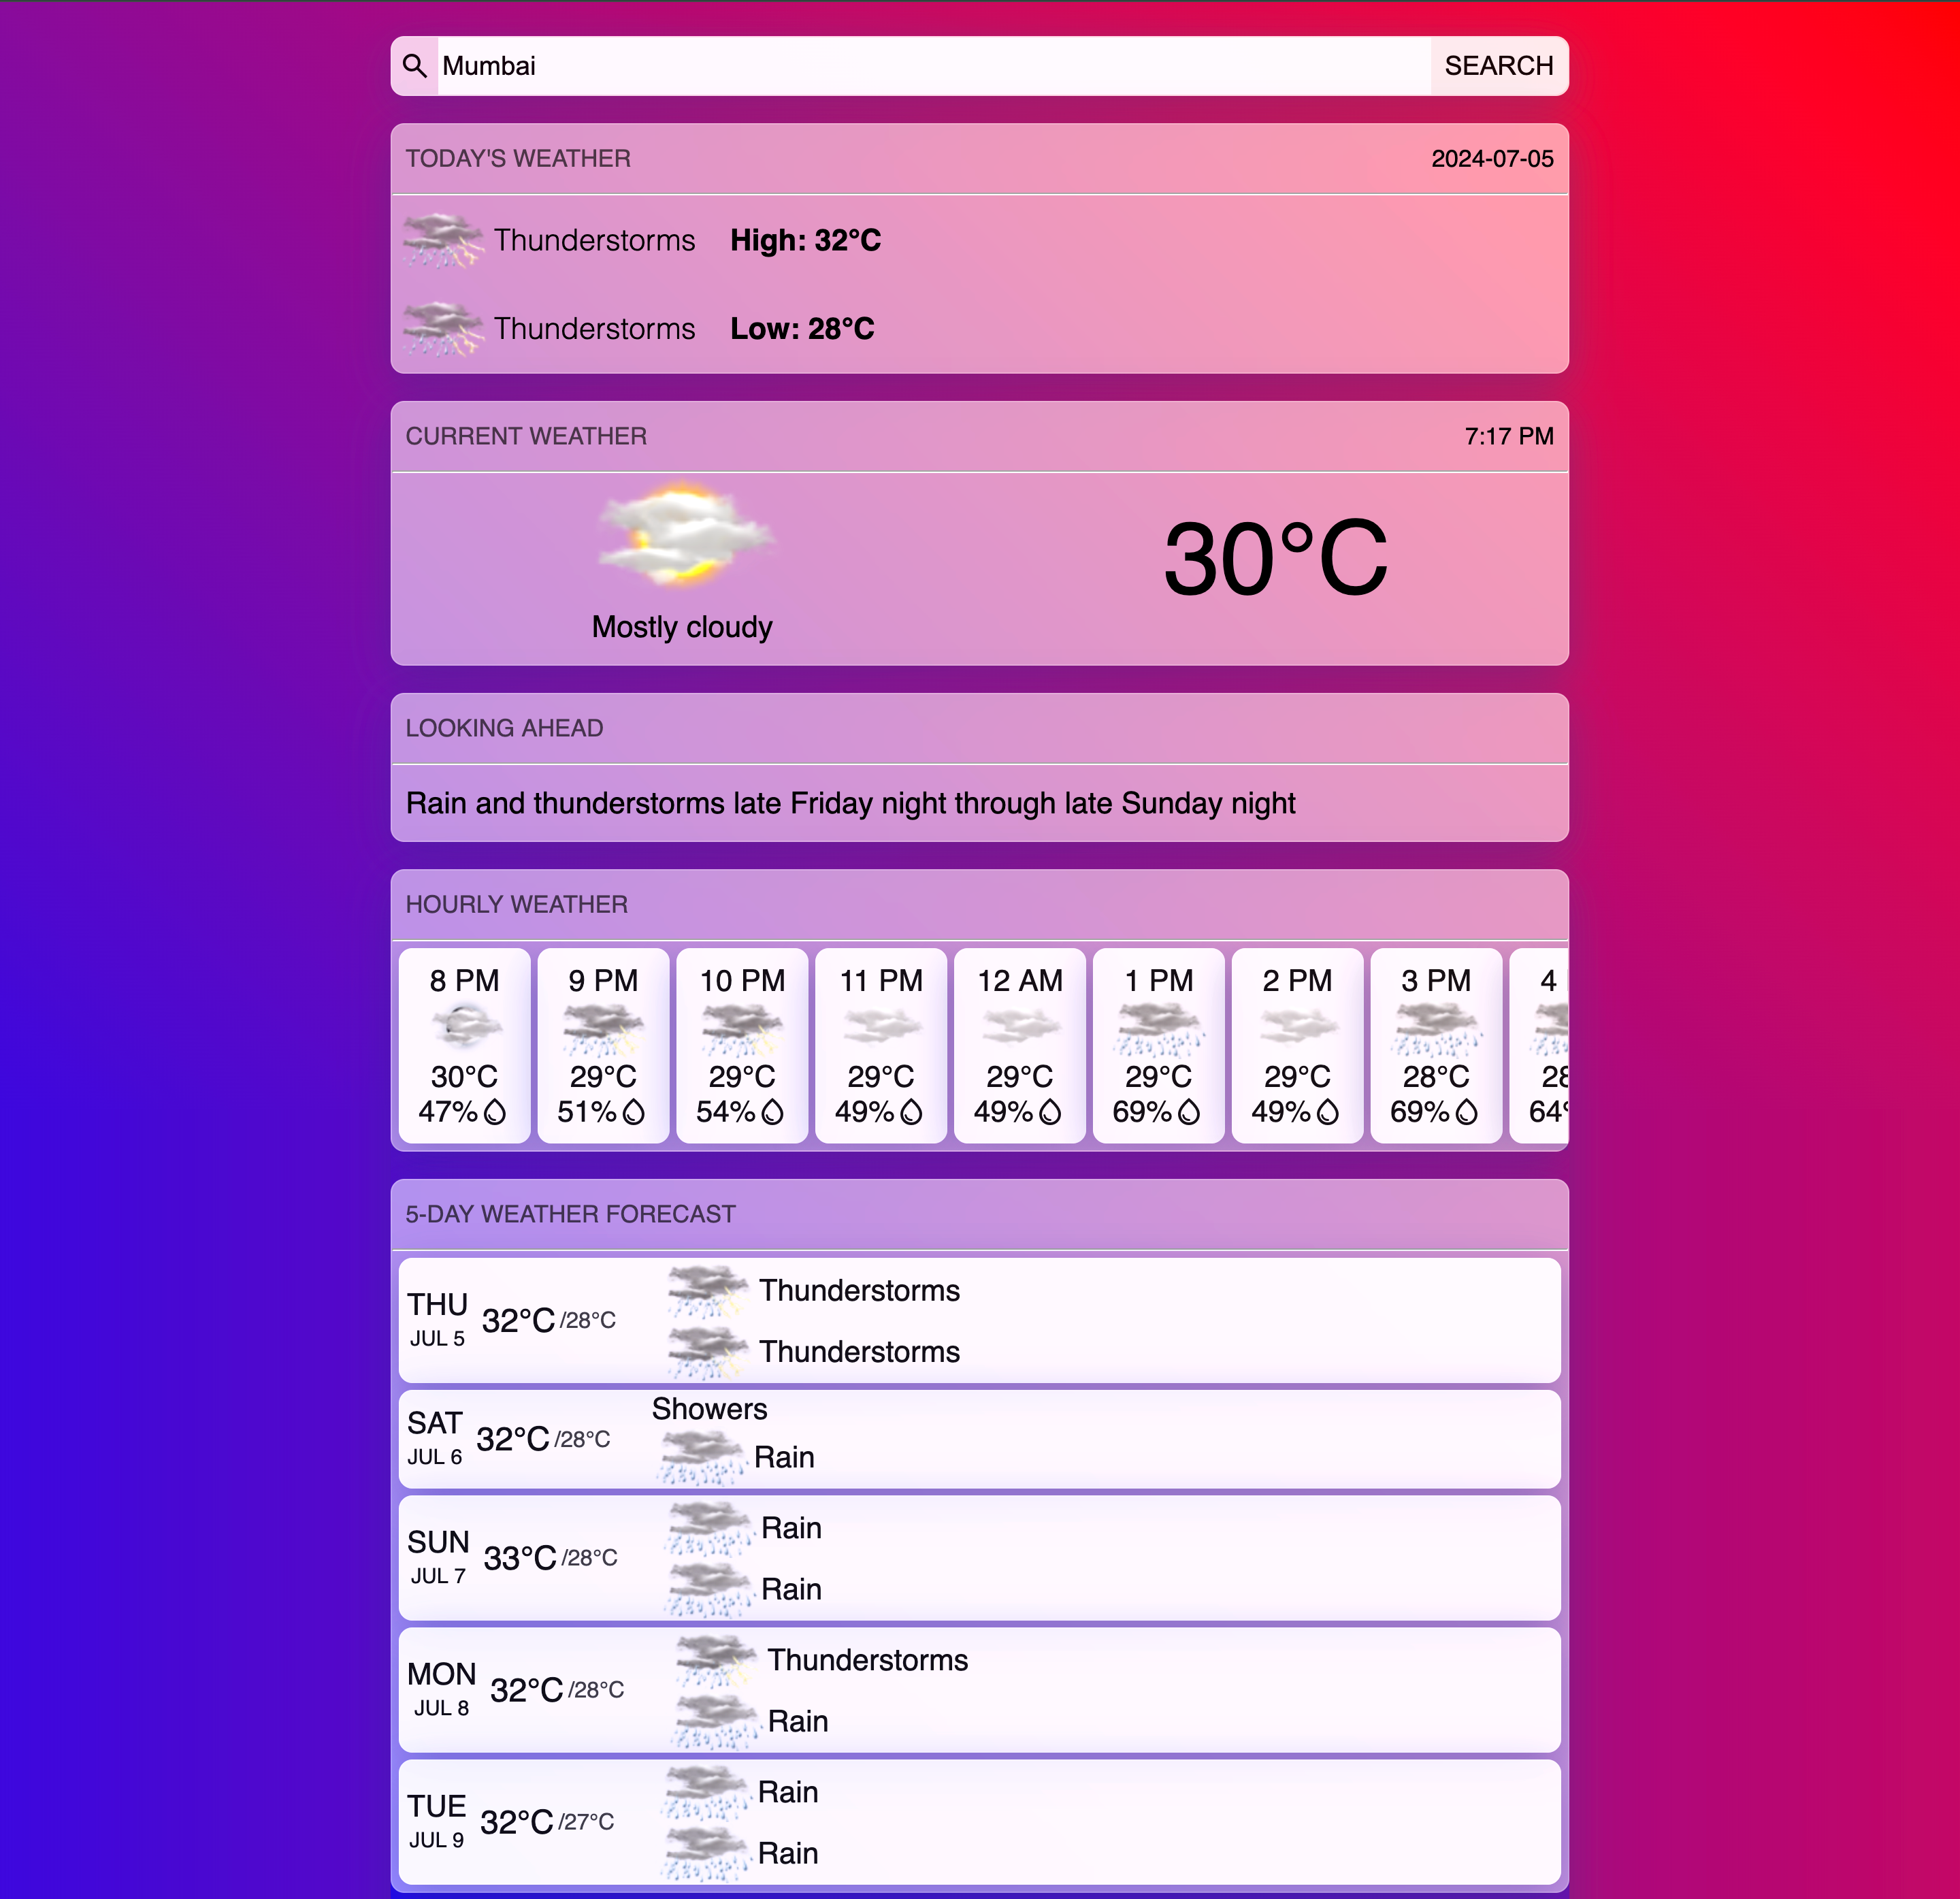 Mumbai SEARCH
TODAY'S WEATHER 2024-07-05
Thunderstorms High: 32°C
Thunderstorms Low: 28°C
CURRENT WEATHER 7:17 PM
30°C
Mostly cloudy
LOOKING AHEAD
Rain and thunderstorms late Friday night through late Sunday night
HOURLY WEATHER
8 PM 9 PM 10 PM 11 PM 12 AM 1 PM 2 PM 3 PM 4
30°C 29°C 29°C 29°C 29°C 29°C 29°C 28°C 28
47% 51% 54% 49% 49% 69% 49% 69% 64
5-DAY WEATHER FORECAST
THU
JUL 5
32°C /28°C
Thunderstorms
Thunderstorms
SAT
JUL 6
32°C /28°C
Showers
Rain
SUN
JUL 7
33°C /28°C
Rain
Rain
MON
JUL 8
32°C /28°C
Thunderstorms
Rain
TUE
JUL 9
32°C /27°C
Rain
Rain